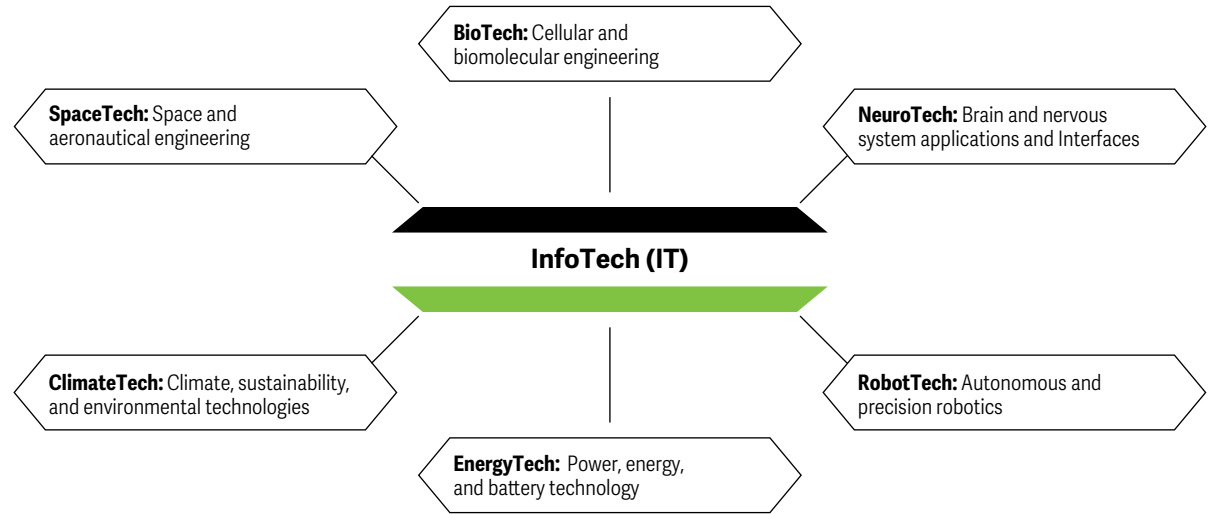 BioTech: Cellular and
biomolecular engineering
SpaceTech: Space and
aeronautical engineering
NeuroTech: Brain and nervous
system applications and Interfaces
InfoTech (IT)
ClimateTech: Climate, sustainability,
and environmental technologies
RobotTech: Autonomous and
precision robotics
EnergyTech: Power, energy,
and battery technology